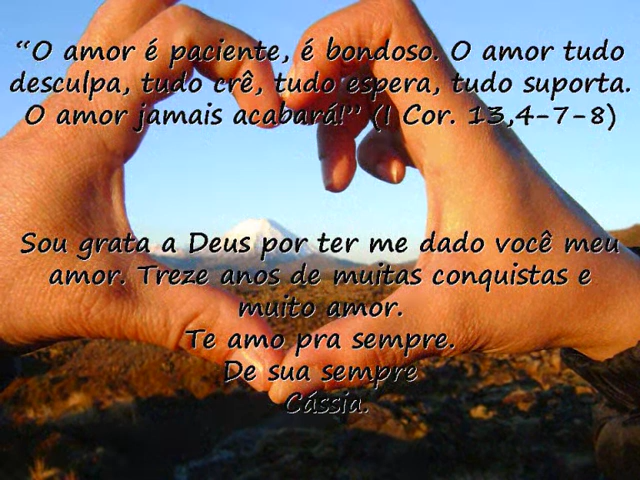 “O amor é paciente, é bondoso. O amor tudo
desculpa, tudo crê, tudo espera, tudo suporta.
O amor jamais acabará!” (I Cor. 13,4-7-8)
Sou grata a Deus por ter me dado você meu
amor. Treze anos de muitas conquistas e
muito amor.
Te amo pra sempre.
De sua sempre
Cássia.